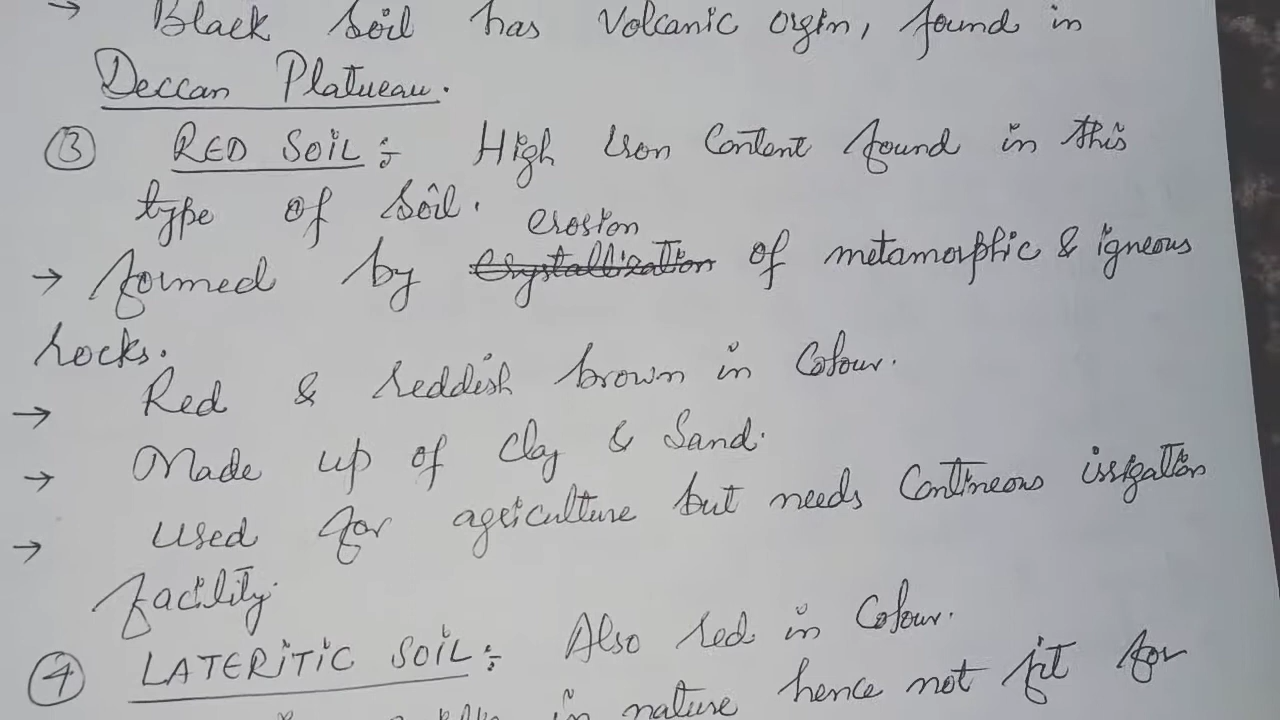 → Black soil has Volcanic orgin, found in
Deccan Platueau.
③ RED SOIL :- High Iron Content found in this
type of soil.
erosion
→ formed by Crystallization of metamorphic & igneous
rocks.
→ Red & reddish brown in Colour.
→ Made up of Clay & Sand.
→ Used for agriculture but needs Contineous irrigation
facility.
④ LATERITIC SOIL :- Also red in Colour.
in nature hence not fit for